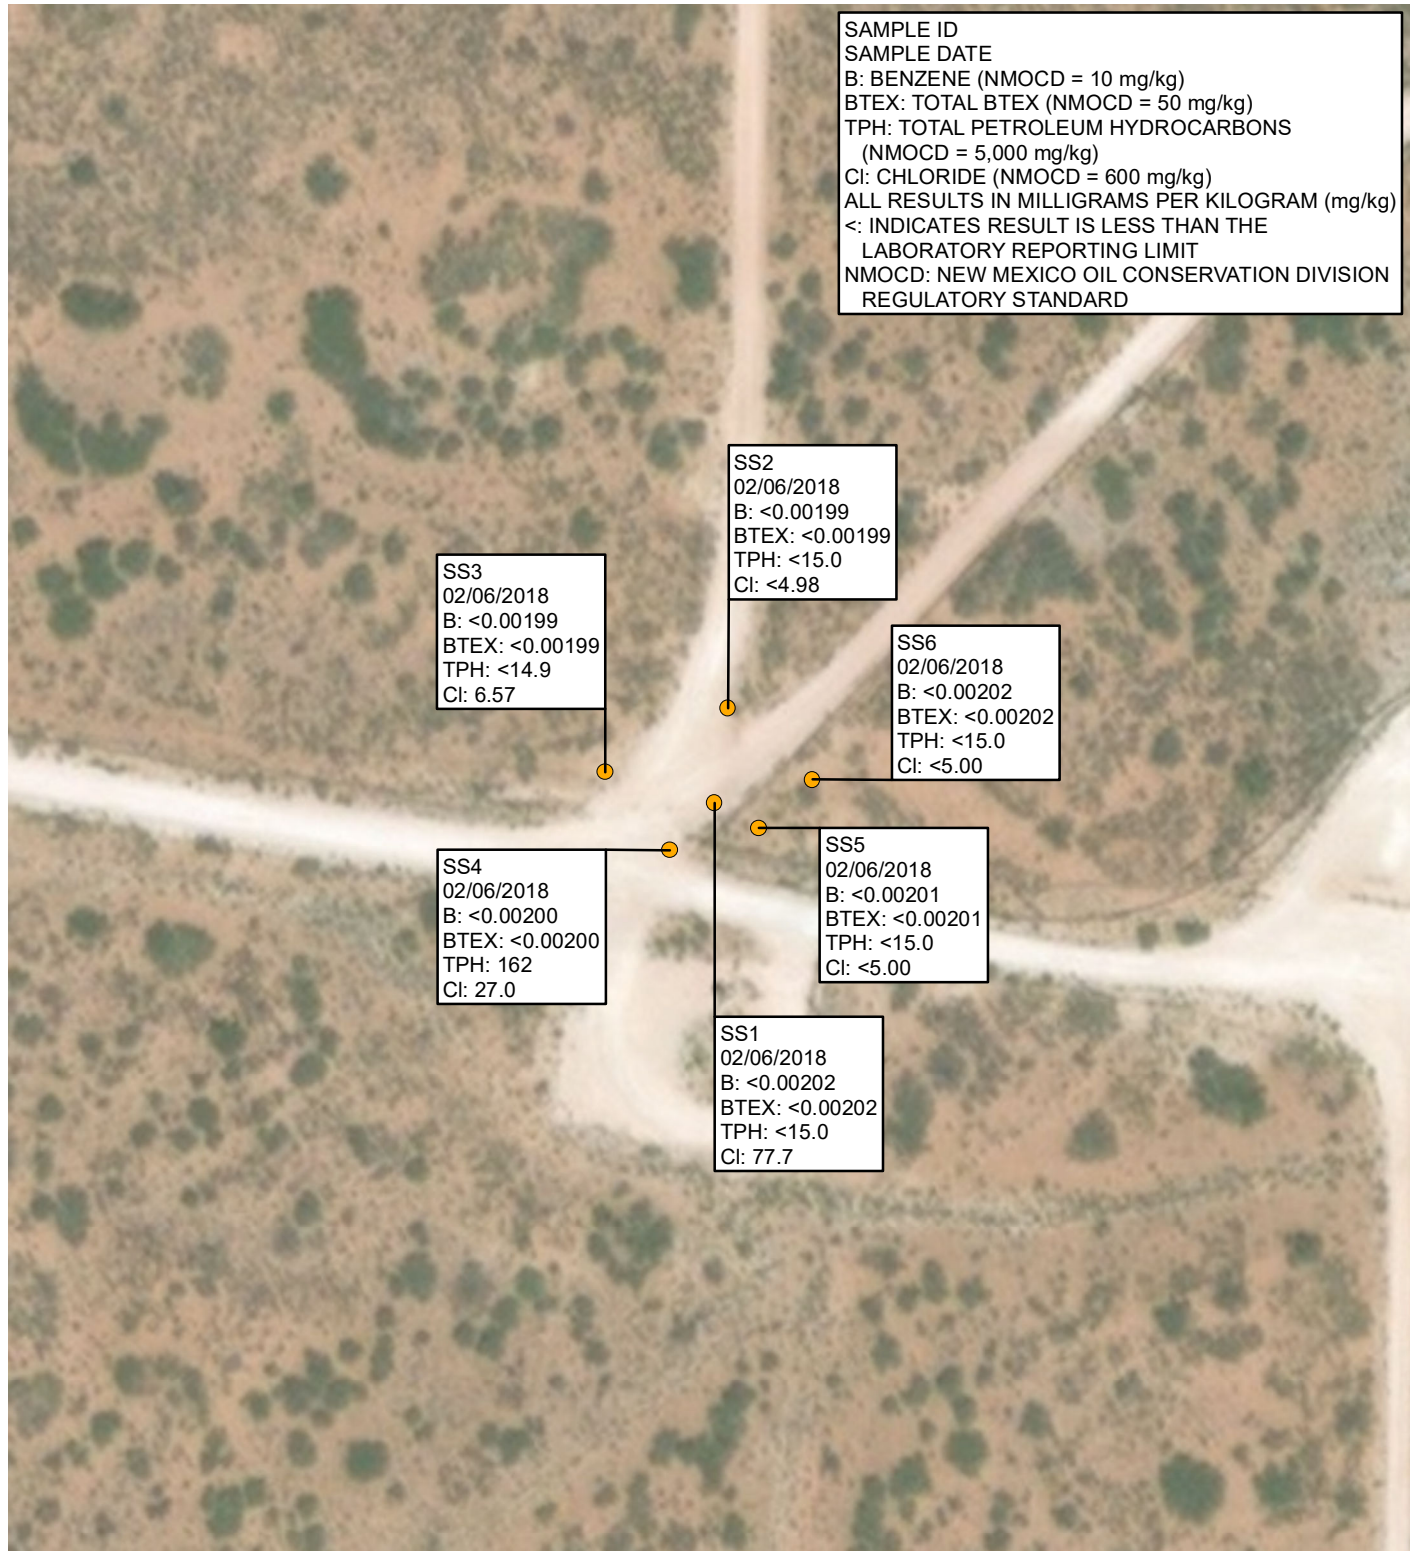 SAMPLE ID
SAMPLE DATE
B: BENZENE (NMOCD = 10 mg/kg)
BTEX: TOTAL BTEX (NMOCD = 50 mg/kg)
TPH: TOTAL PETROLEUM HYDROCARBONS
(NMOCD = 5,000 mg/kg)
Cl: CHLORIDE (NMOCD = 600 mg/kg)
ALL RESULTS IN MILLIGRAMS PER KILOGRAM (mg/kg)
<: INDICATES RESULT IS LESS THAN THE
LABORATORY REPORTING LIMIT
NMOCD: NEW MEXICO OIL CONSERVATION DIVISION
REGULATORY STANDARD
SS2
02/06/2018
B: <0.00199
BTEX: <0.00199
TPH: <15.0
Cl: <4.98
SS3
02/06/2018
B: <0.00199
BTEX: <0.00199
TPH: <14.9
Cl: 6.57
SS6
02/06/2018
B: <0.00202
BTEX: <0.00202
TPH: <15.0
Cl: <5.00
SS5
02/06/2018
B: <0.00201
BTEX: <0.00201
TPH: <15.0
Cl: <5.00
SS4
02/06/2018
B: <0.00200
BTEX: <0.00200
TPH: 162
Cl: 27.0
SS1
02/06/2018
B: <0.00202
BTEX: <0.00202
TPH: <15.0
Cl: 77.7